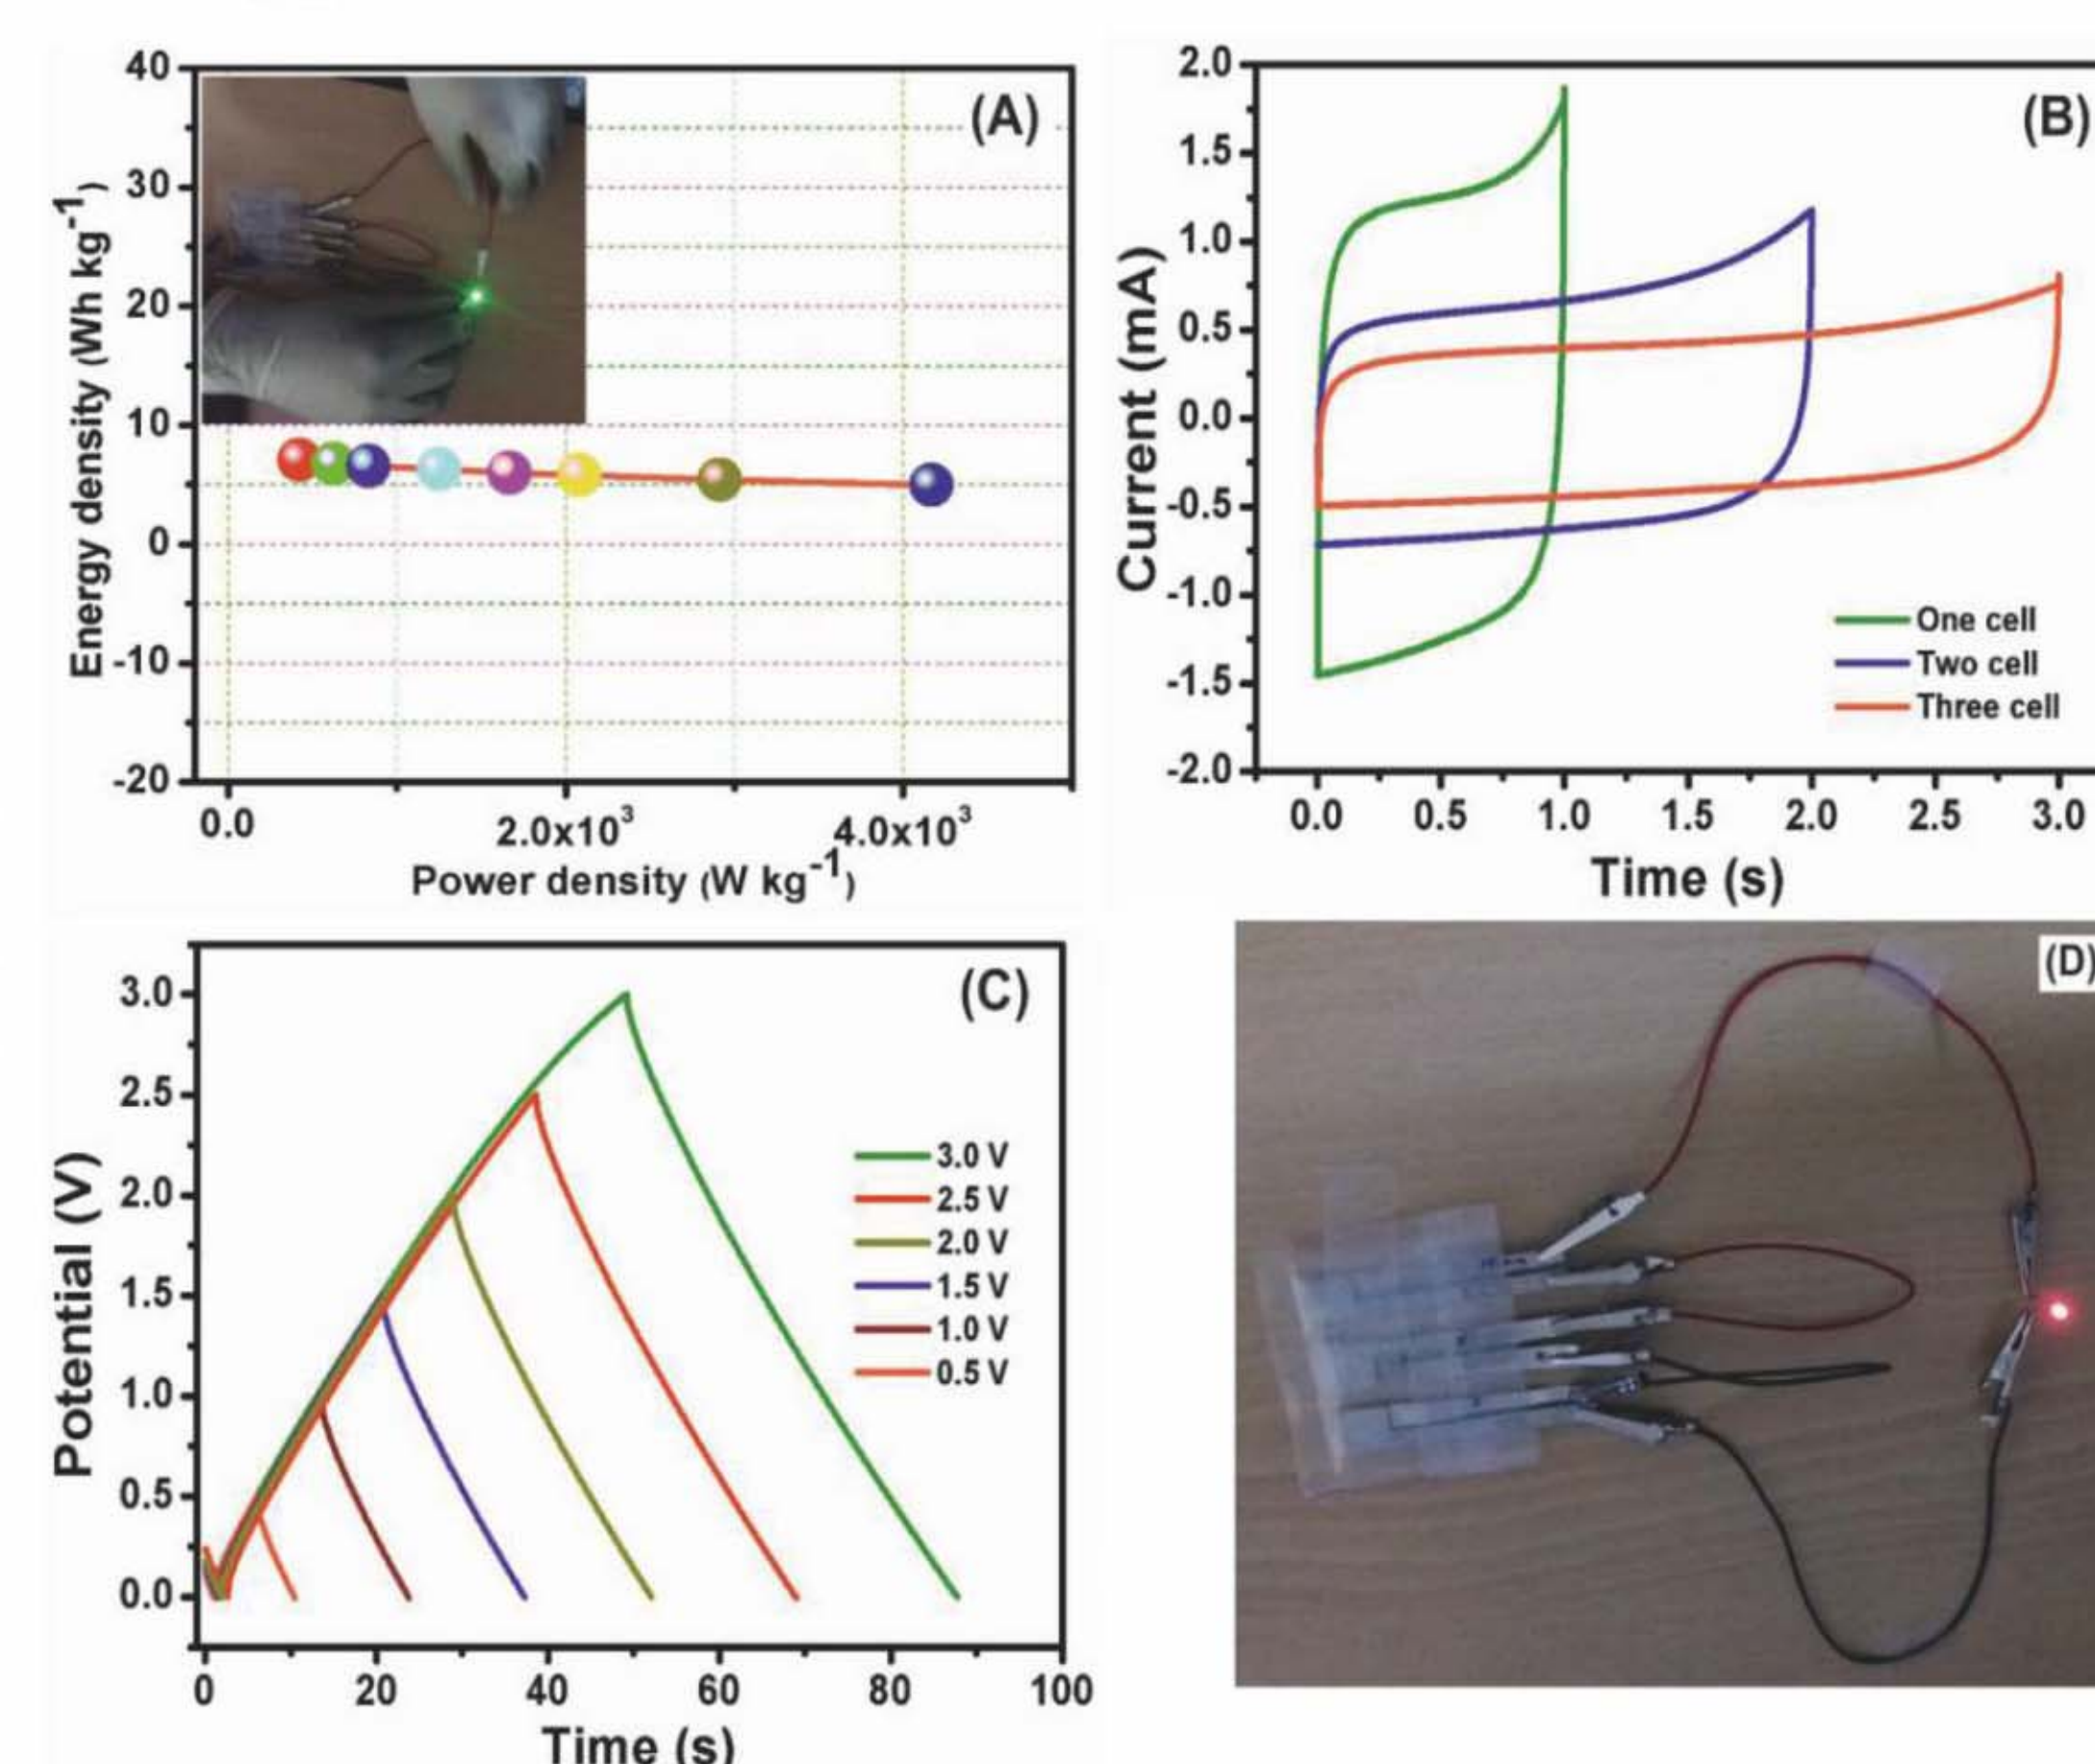 (A)
40
30
20
10
0
-10
-20
Energy density (Wh kg⁻¹)
0.0
2.0x10³
4.0x10³
Power density (W kg⁻¹)
(B)
2.0
1.5
1.0
0.5
0.0
-0.5
-1.0
-1.5
-2.0
Current (mA)
One cell
Two cell
Three cell
0.0 0.5 1.0 1.5 2.0 2.5 3.0
Time (s)
(C)
3.0
2.5
2.0
1.5
1.0
0.5
0.0
Potential (V)
3.0 V
2.5 V
2.0 V
1.5 V
1.0 V
0.5 V
0 20 40 60 80 100
Time (s)
(D)